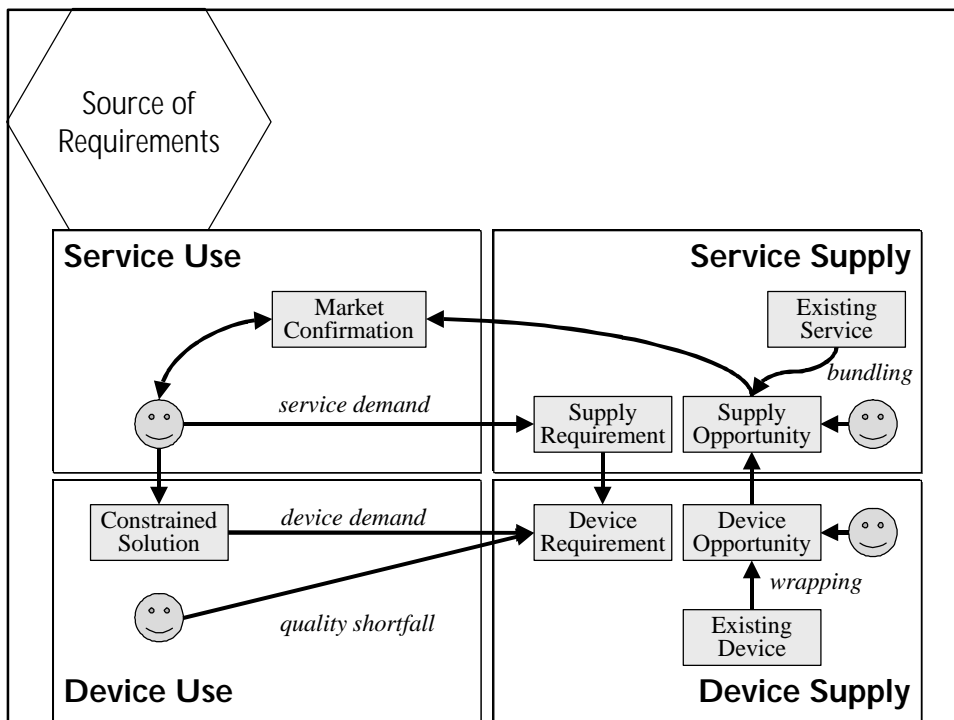 Source of
Requirements
Service Use
Service Supply
Market
Confirmation
Existing
Service
bundling
service demand
Supply
Requirement
Supply
Opportunity
Constrained
Solution
device demand
Device
Requirement
Device
Opportunity
wrapping
quality shortfall
Existing
Device
Device Use
Device Supply